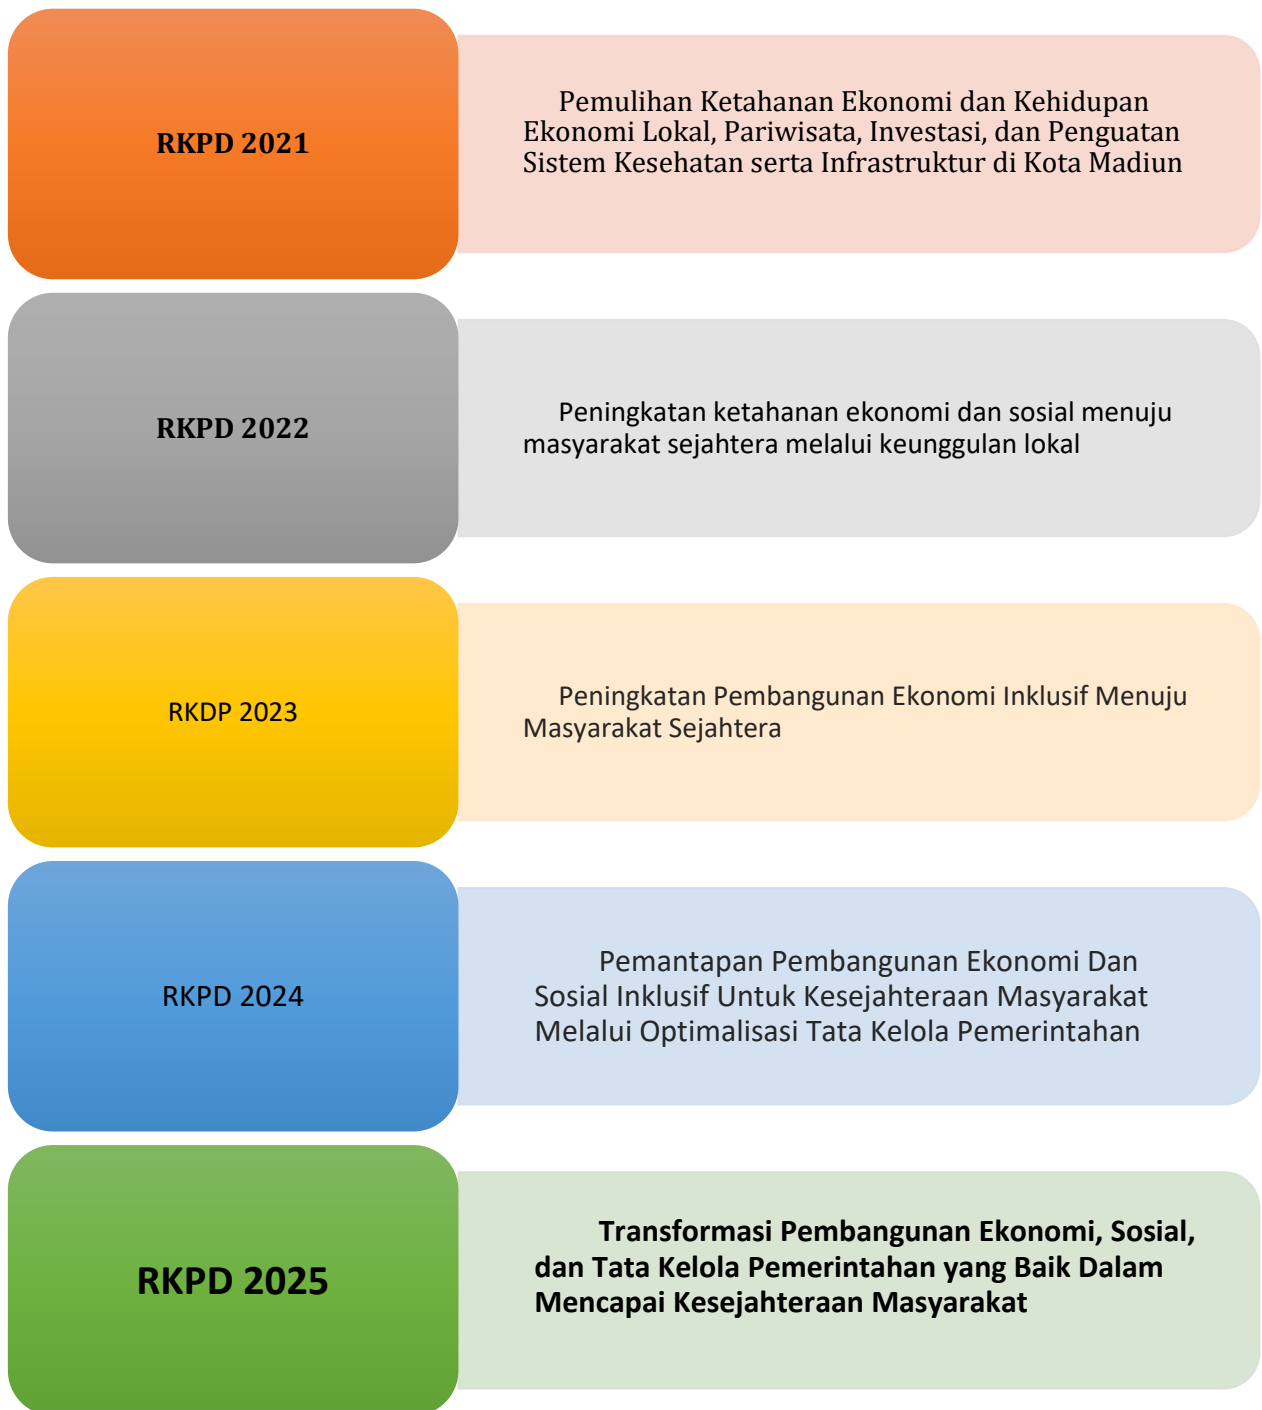 RKPD 2021
Pemulihan Ketahanan Ekonomi dan Kehidupan
Ekonomi Lokal, Pariwisata, Investasi, dan Penguatan
Sistem Kesehatan serta Infrastruktur di Kota Madiun
RKPD 2022
Peningkatan ketahanan ekonomi dan sosial menuju
masyarakat sejahtera melalui keunggulan lokal
RKDP 2023
Peningkatan Pembangunan Ekonomi Inklusif Menuju
Masyarakat Sejahtera
RKPD 2024
Pemantapan Pembangunan Ekonomi Dan
Sosial Inklusif Untuk Kesejahteraan Masyarakat
Melalui Optimalisasi Tata Kelola Pemerintahan
RKPD 2025
Transformasi Pembangunan Ekonomi, Sosial,
dan Tata Kelola Pemerintahan yang Baik Dalam
Mencapai Kesejahteraan Masyarakat